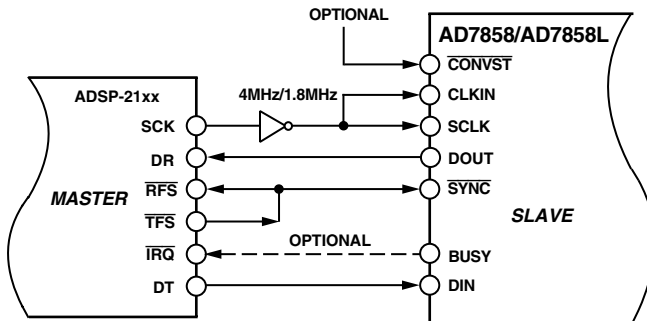 OPTIONAL
AD7858/AD7858L
ADSP-21xx
4MHz/1.8MHz
CONVST
CLKIN
SCK
SCLK
DR
DOUT
MASTER
RFS
SYNC
SLAVE
TFS
OPTIONAL
IRQ
BUSY
DT
DIN